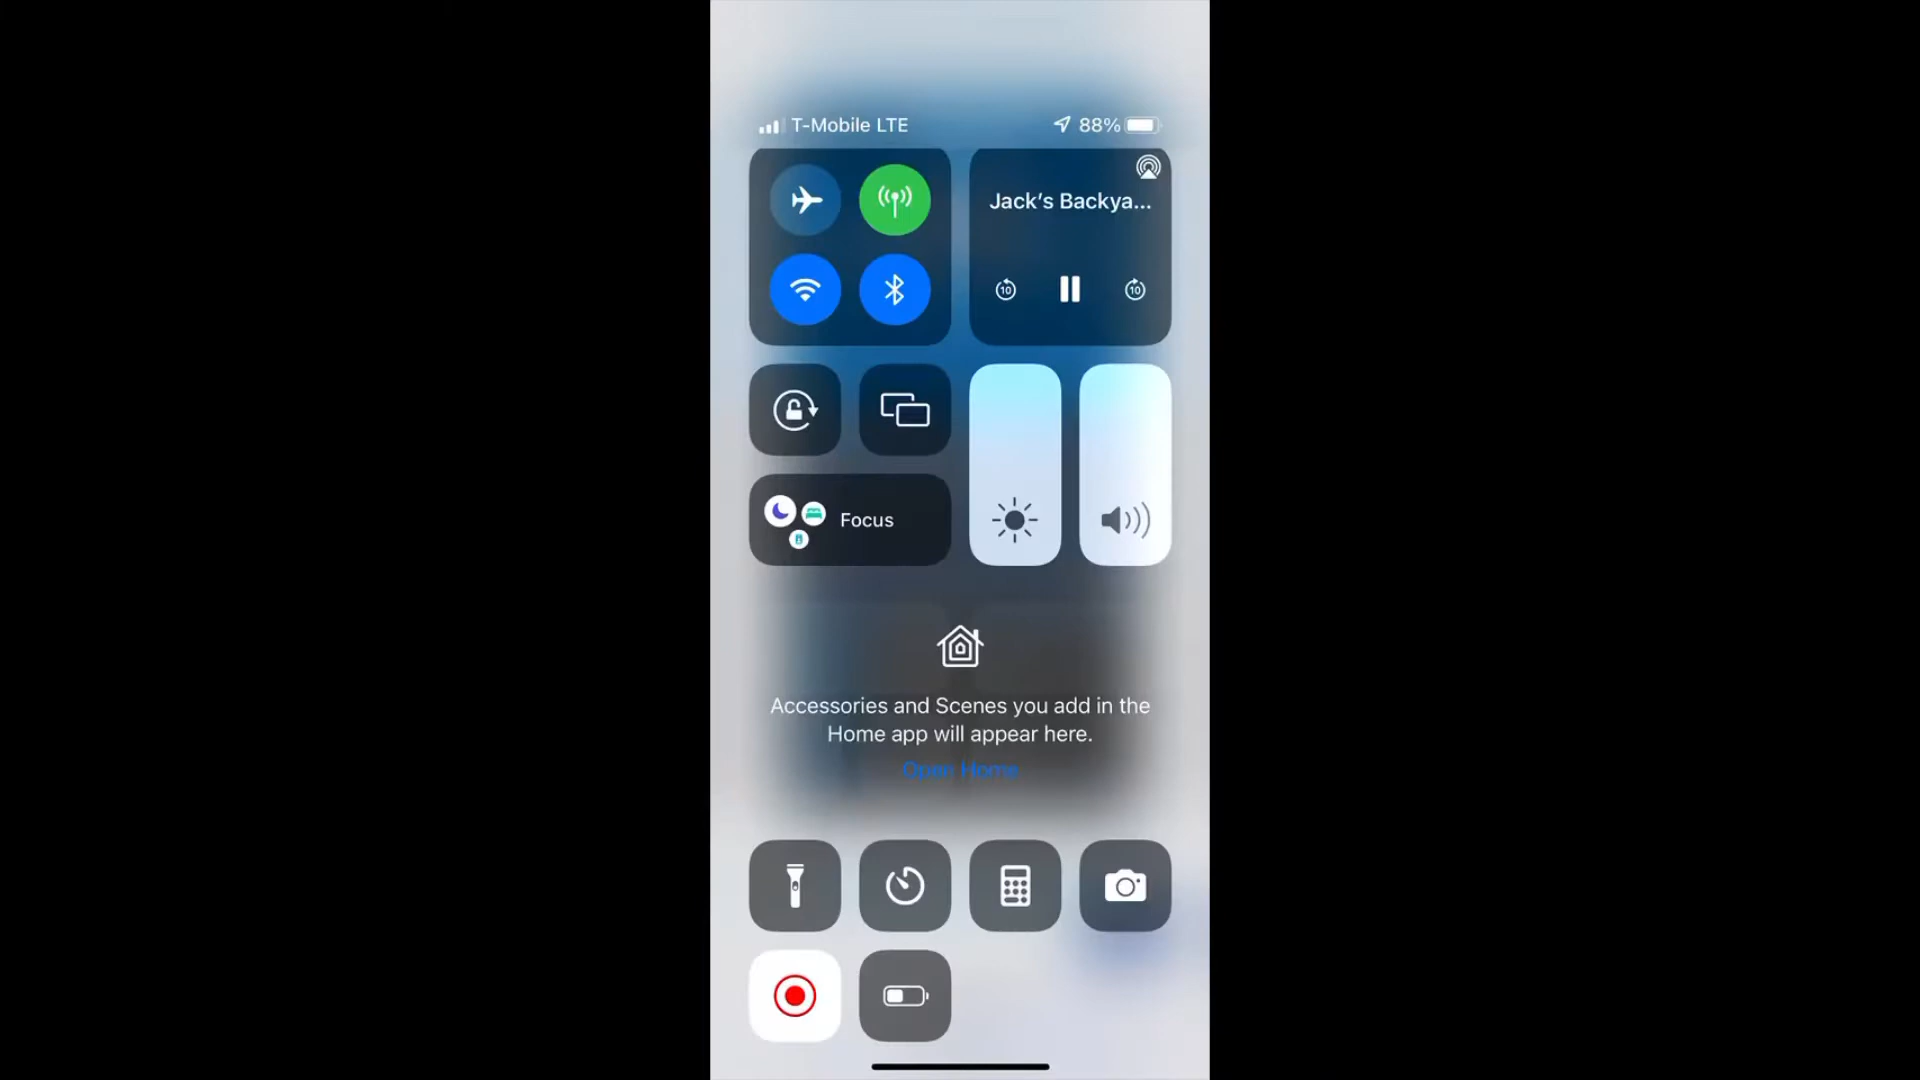 T-Mobile LTE
88%
Jack’s Backya...
10
10
Focus
Accessories and Scenes you add in the
Home app will appear here.
Open Home